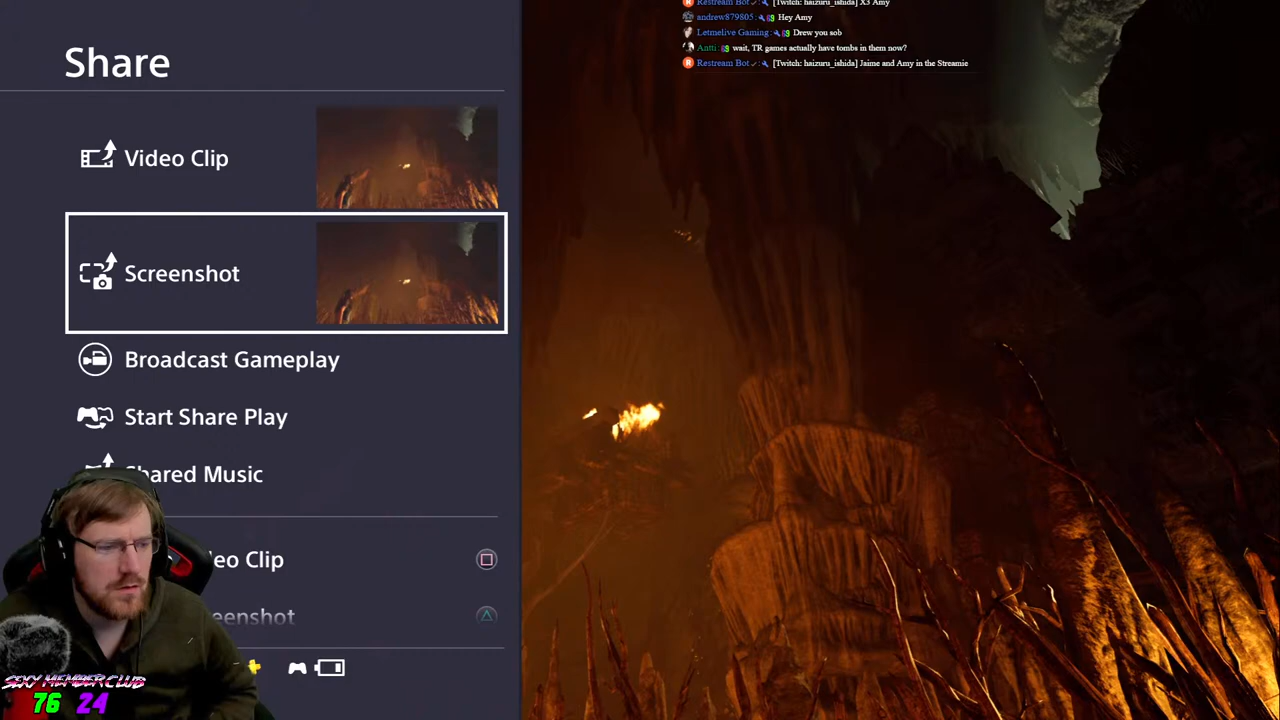 Share
Restream Bot: [Twitch: haizuru_ishida] X3 Amy
andrew879805: Hey Amy
Letmelive Gaming: Drew you sob
Antti: wait, TR games actually have tombs in them now?
Restream Bot: [Twitch: haizuru_ishida] Jaime and Amy in the Streamie
Video Clip
Screenshot
Broadcast Gameplay
Start Share Play
Shared Music
eo Clip
eenshot
SEXY MEMBER CLUB
76 24